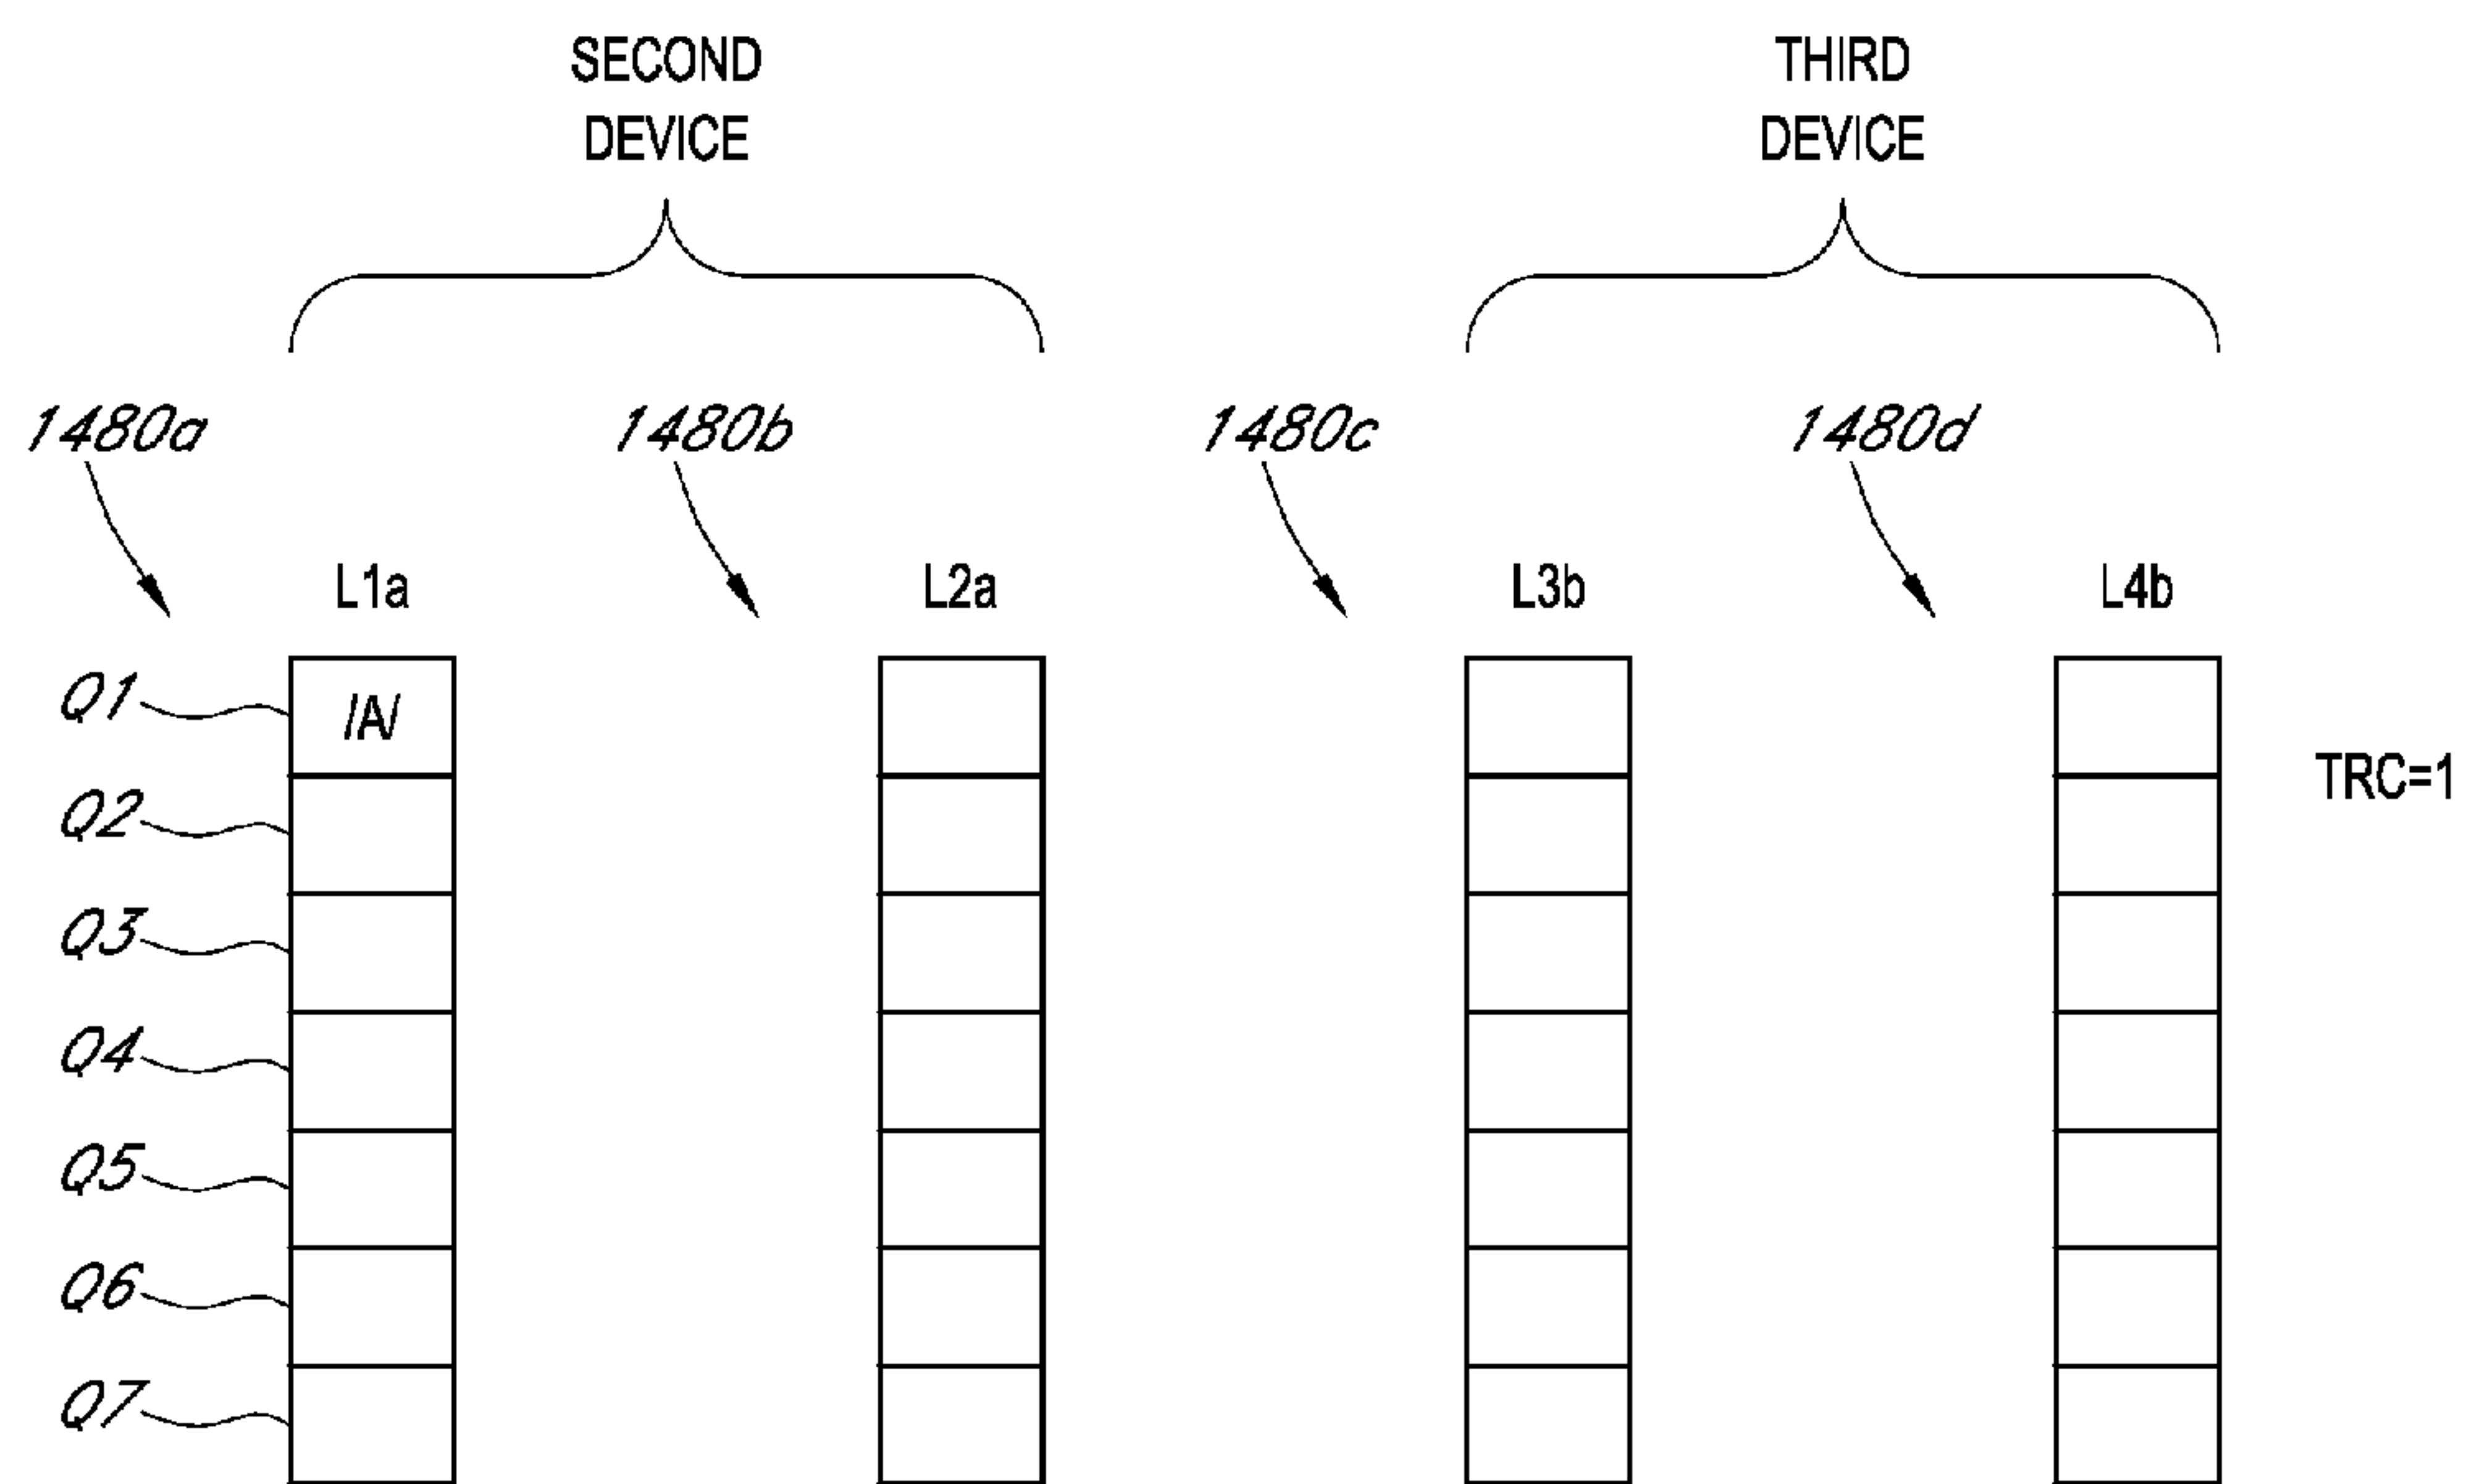 SECOND
DEVICE
THIRD
DEVICE
1480a
1480b
1480c
1480d
L1a
L2a
L3b
L4b
Q1
/A/
TRC=1
Q2
Q3
Q4
Q5
Q6
Q7